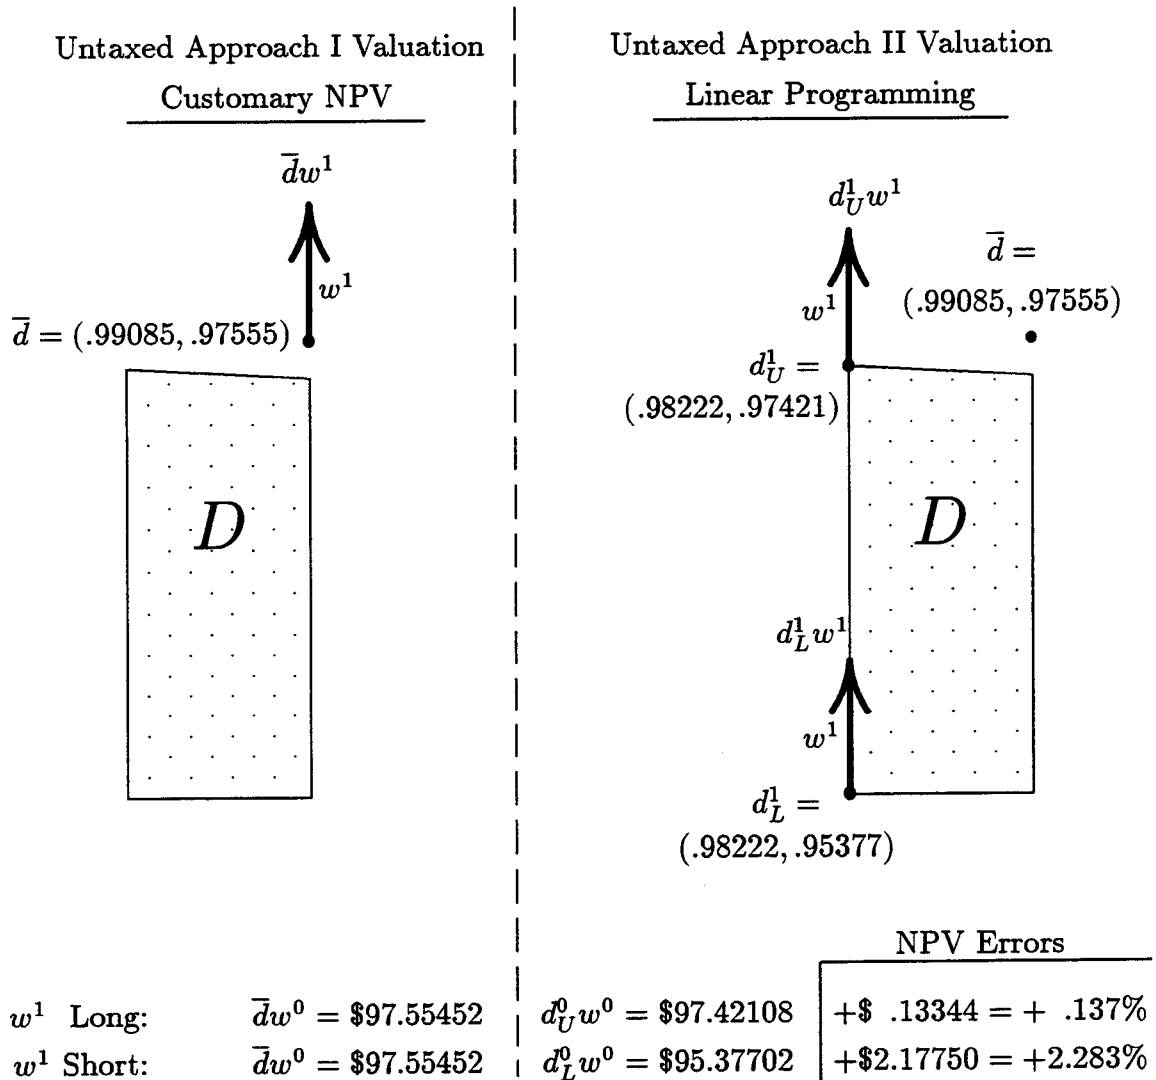 Untaxed Approach I Valuation
Customary NPV
d̅w¹
w¹
d̅ = (.99085, .97555)
D
Untaxed Approach II Valuation
Linear Programming
d¹_U w¹
d̅ =
(.99085, .97555)
w¹
d¹_U =
(.98222, .97421)
D
d¹_L w¹
w¹
d¹_L =
(.98222, .95377)
NPV Errors
w¹ Long: d̅w⁰ = $97.55452 d⁰_U w⁰ = $97.42108 +$ .13344 = + .137%
w¹ Short: d̅w⁰ = $97.55452 d⁰_L w⁰ = $95.37702 +$2.17750 = +2.283%